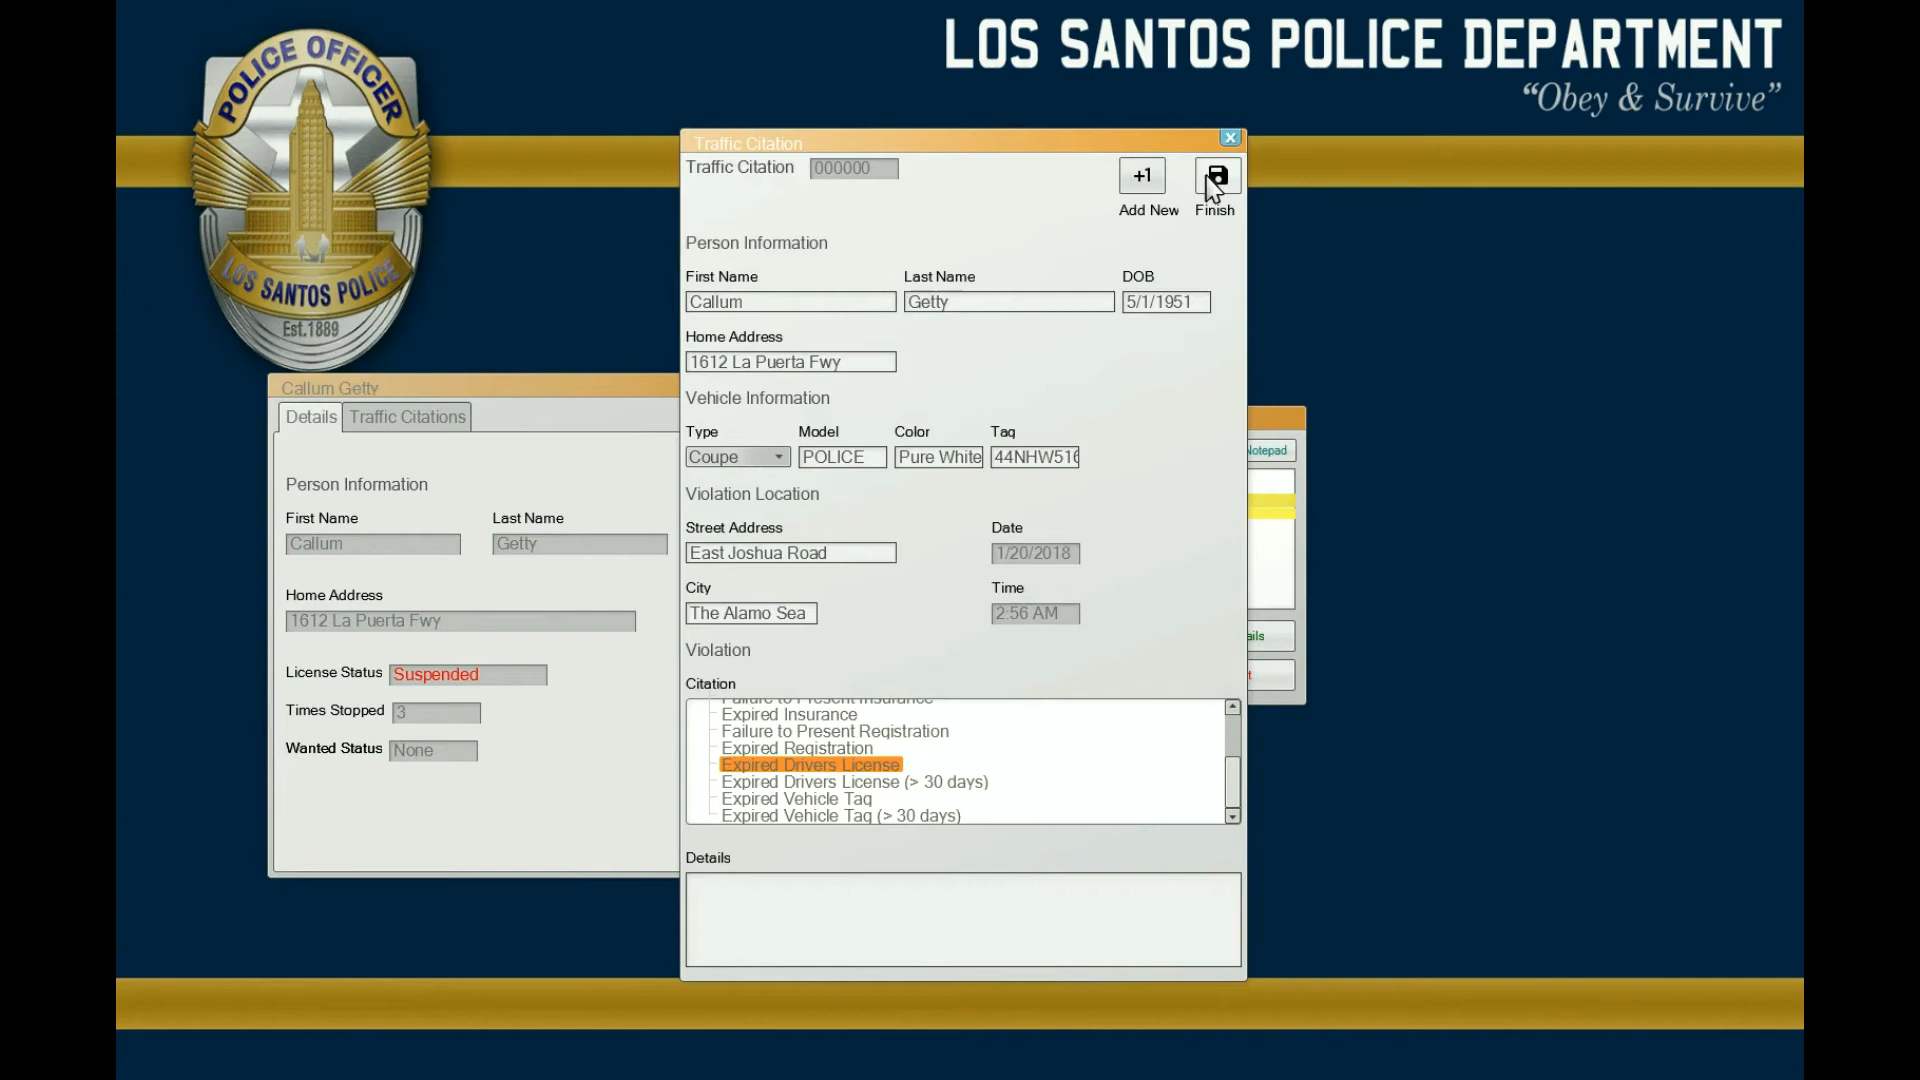 LOS SANTOS POLICE DEPARTMENT
“Obey & Survive”
POLICE OFFICER
LOS SANTOS POLICE
Est.1889
Traffic Citation
Traffic Citation 000000
+1
Add New Finish
Person Information
First Name Last Name DOB
Callum Getty 5/1/1951
Home Address
1612 La Puerta Fwy
Vehicle Information
Type Model Color Tag
Coupe POLICE Pure White 44NHW516
Violation Location
Street Address Date
East Joshua Road 1/20/2018
City Time
The Alamo Sea 2:56 AM
Violation
Citation
Failure to Present Insurance
Expired Insurance
Failure to Present Registration
Expired Registration
Expired Drivers License
Expired Drivers License (> 30 days)
Expired Vehicle Tag
Expired Vehicle Tag (> 30 days)
Details
Callum Getty
Details Traffic Citations
Person Information
First Name Last Name
Callum Getty
Home Address
1612 La Puerta Fwy
License Status Suspended
Times Stopped 3
Wanted Status None
Notepad